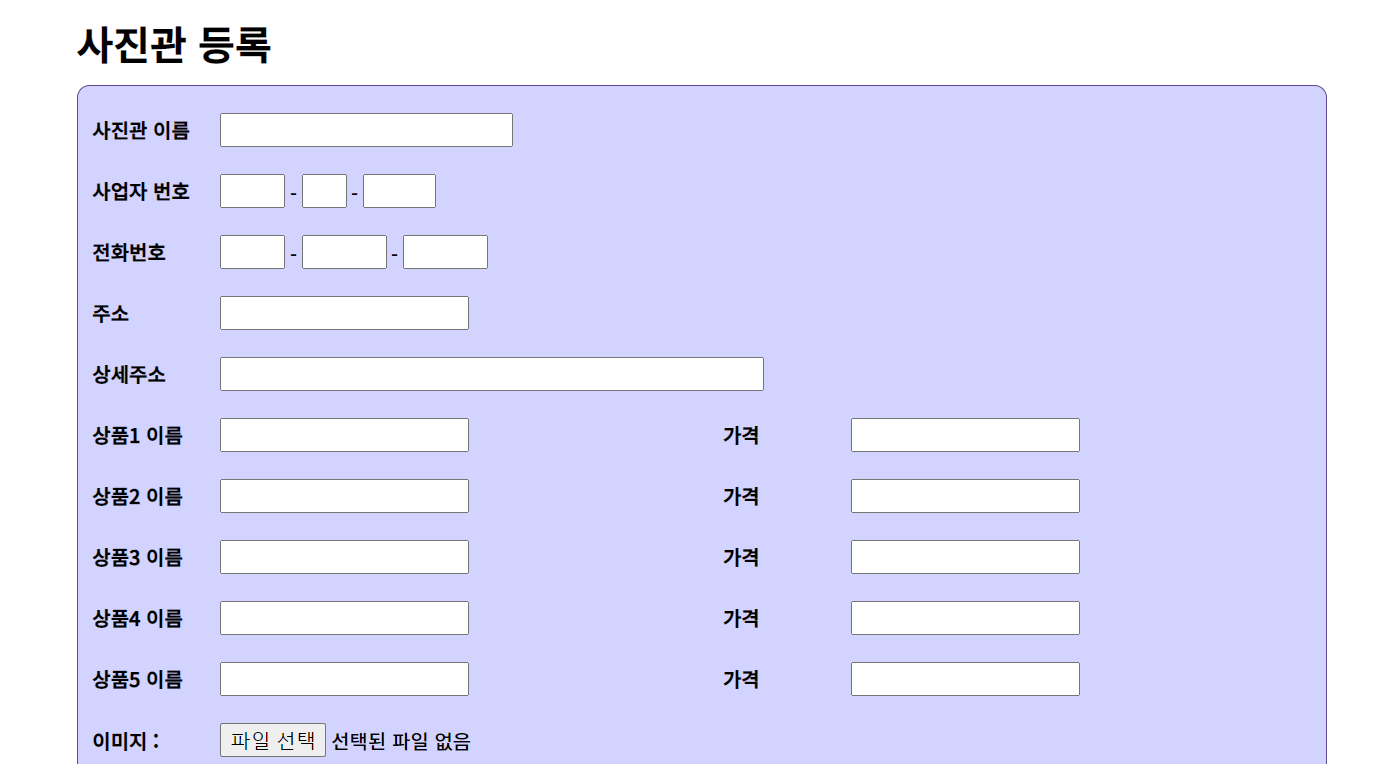 사진관 등록
사진관 이름
사업자 번호 - -
전화번호 - -
주소
상세주소
상품1 이름 가격
상품2 이름 가격
상품3 이름 가격
상품4 이름 가격
상품5 이름 가격
이미지 : 파일 선택 선택된 파일 없음